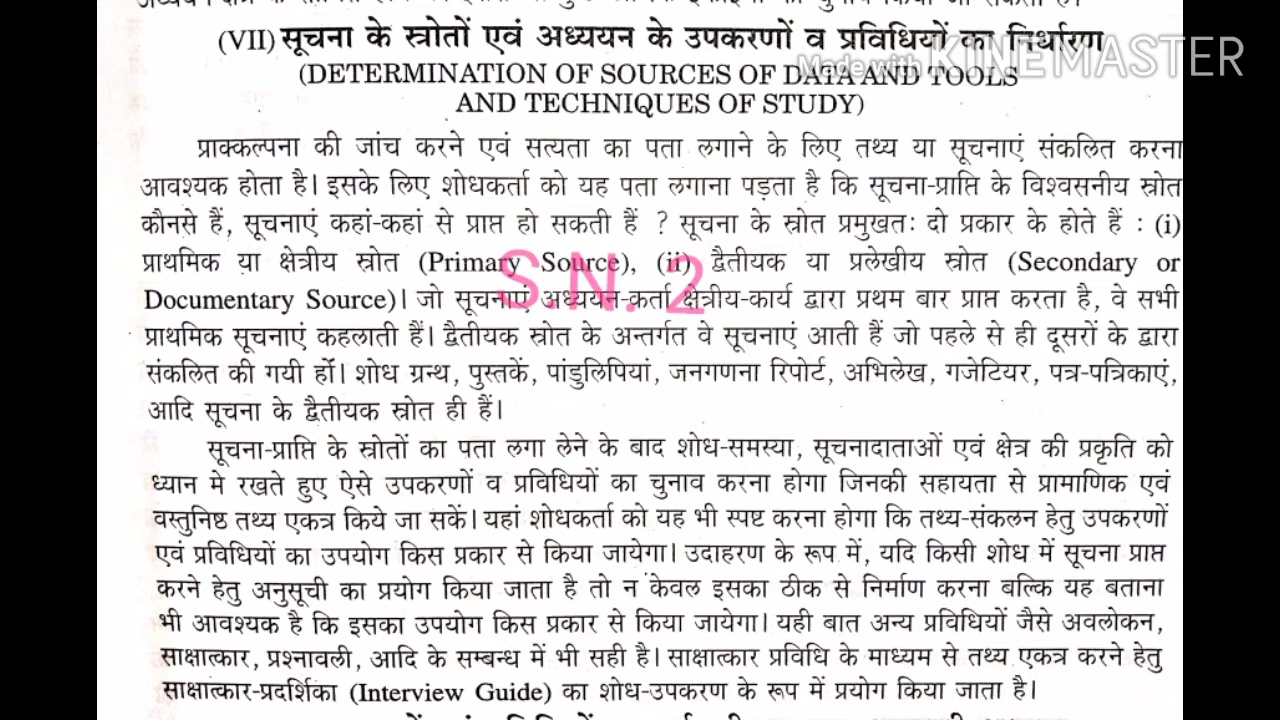 (VII) सूचना के स्रोतों एवं अध्ययन के उपकरणों व प्रविधियों का निर्धारण
Made with KINEMASTER
(DETERMINATION OF SOURCES OF DATA AND TOOLS
AND TECHNIQUES OF STUDY)
प्राक्कल्पना की जांच करने एवं सत्यता का पता लगाने के लिए तथ्य या सूचनाएं संकलित करना
आवश्यक होता है। इसके लिए शोधकर्ता को यह पता लगाना पड़ता है कि सूचना-प्राप्ति के विश्वसनीय स्रोत
कौनसे हैं, सूचनाएं कहां-कहां से प्राप्त हो सकती हैं ? सूचना के स्रोत प्रमुखतः दो प्रकार के होते हैं : (i)
प्राथमिक या क्षेत्रीय स्रोत (Primary Source), (ii) द्वैतीयक या प्रलेखीय स्रोत (Secondary or
S.N. 2
Documentary Source)। जो सूचनाएं अध्ययन-कर्ता क्षेत्रीय-कार्य द्वारा प्रथम बार प्राप्त करता है, वे सभी
प्राथमिक सूचनाएं कहलाती हैं। द्वैतीयक स्रोत के अन्तर्गत वे सूचनाएं आती हैं जो पहले से ही दूसरों के द्वारा
संकलित की गयी हों। शोध ग्रन्थ, पुस्तकें, पांडुलिपियां, जनगणना रिपोर्ट, अभिलेख, गजेटियर, पत्र-पत्रिकाएं,
आदि सूचना के द्वैतीयक स्रोत ही हैं।
सूचना-प्राप्ति के स्रोतों का पता लगा लेने के बाद शोध-समस्या, सूचनादाताओं एवं क्षेत्र की प्रकृति को
ध्यान मे रखते हुए ऐसे उपकरणों व प्रविधियों का चुनाव करना होगा जिनकी सहायता से प्रामाणिक एवं
वस्तुनिष्ठ तथ्य एकत्र किये जा सकें। यहां शोधकर्ता को यह भी स्पष्ट करना होगा कि तथ्य-संकलन हेतु उपकरणों
एवं प्रविधियों का उपयोग किस प्रकार से किया जायेगा। उदाहरण के रूप में, यदि किसी शोध में सूचना प्राप्त
करने हेतु अनुसूची का प्रयोग किया जाता है तो न केवल इसका ठीक से निर्माण करना बल्कि यह बताना
भी आवश्यक है कि इसका उपयोग किस प्रकार से किया जायेगा। यही बात अन्य प्रविधियों जैसे अवलोकन,
साक्षात्कार, प्रश्नावली, आदि के सम्बन्ध में भी सही है। साक्षात्कार प्रविधि के माध्यम से तथ्य एकत्र करने हेतु
साक्षात्कार-प्रदर्शिका (Interview Guide) का शोध-उपकरण के रूप में प्रयोग किया जाता है।